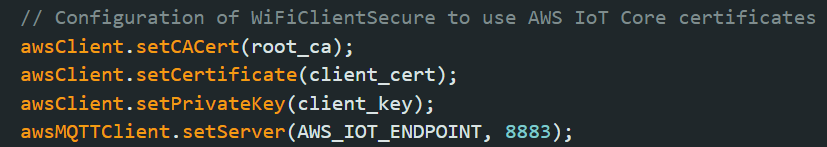 // Configuration of WiFiClientSecure to use AWS IoT Core certificates
awsClient.setCACert(root_ca);
awsClient.setCertificate(client_cert);
awsClient.setPrivateKey(client_key);
awsMQTTClient.setServer(AWS_IOT_ENDPOINT, 8883);